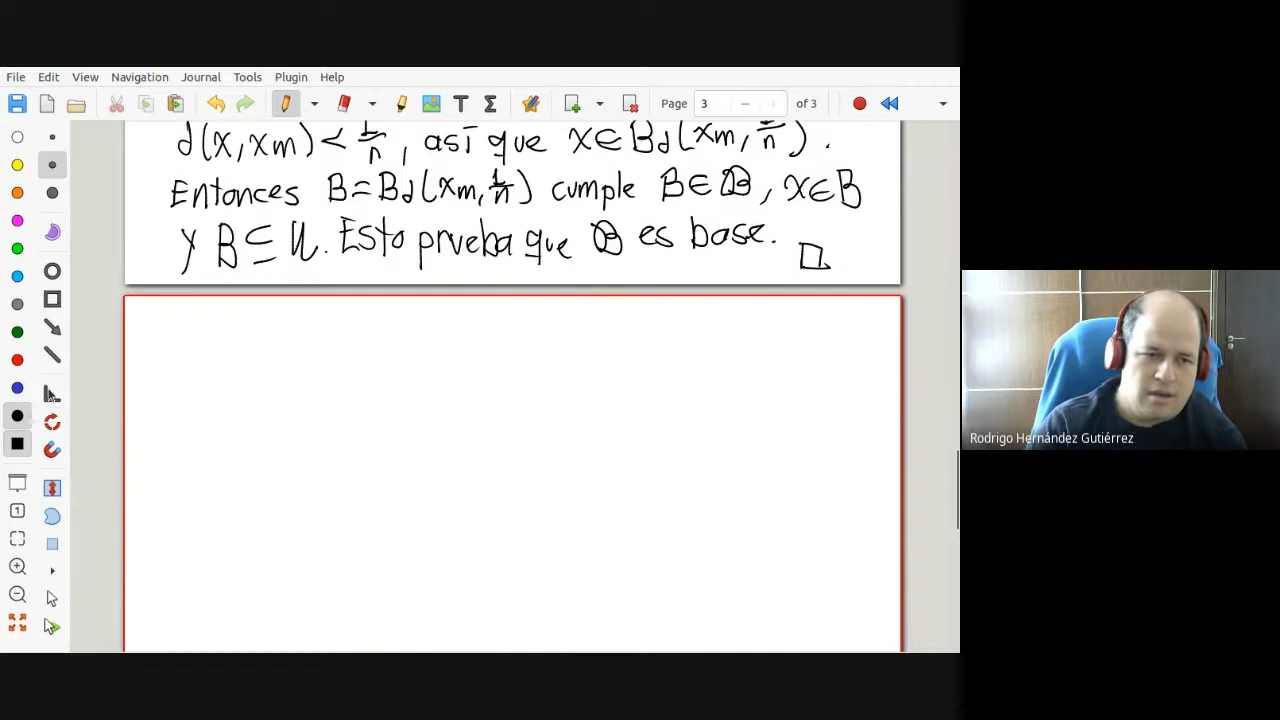 File Edit View Navigation Journal Tools Plugin Help
Page 3 of 3
d(x, xm) < 1/n, así que x ∈ Bd(xm, 1/n).
Entonces B = Bd(xm, 1/n) cumple B ∈ 𝔹, x ∈ B
y B ⊆ U. Esto prueba que 𝔹 es base. □
Rodrigo Hernández Gutiérrez